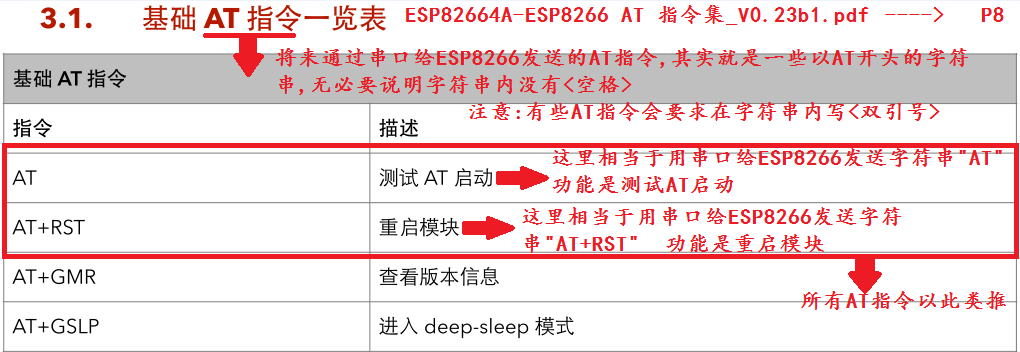 3.1. 基础 AT 指令一览表 ESP82664A-ESP8266 AT 指令集_V0.23b1.pdf ----> P8
将来通过串口给ESP8266发送的AT指令,其实就是一些以AT开头的字符
串,无必要说明字符串内没有<空格>
基础 AT 指令
注意:有些AT指令会要求在字符串内写<双引号>
指令 描述
这里相当于用串口给ESP8266发送字符串"AT"
AT 测试 AT 启动
功能是测试AT启动
这里相当于用串口给ESP8266发送字符
AT+RST 重启模块
串"AT+RST" 功能是重启模块
AT+GMR 查看版本信息
所有AT指令以此类推
AT+GSLP 进入 deep-sleep 模式